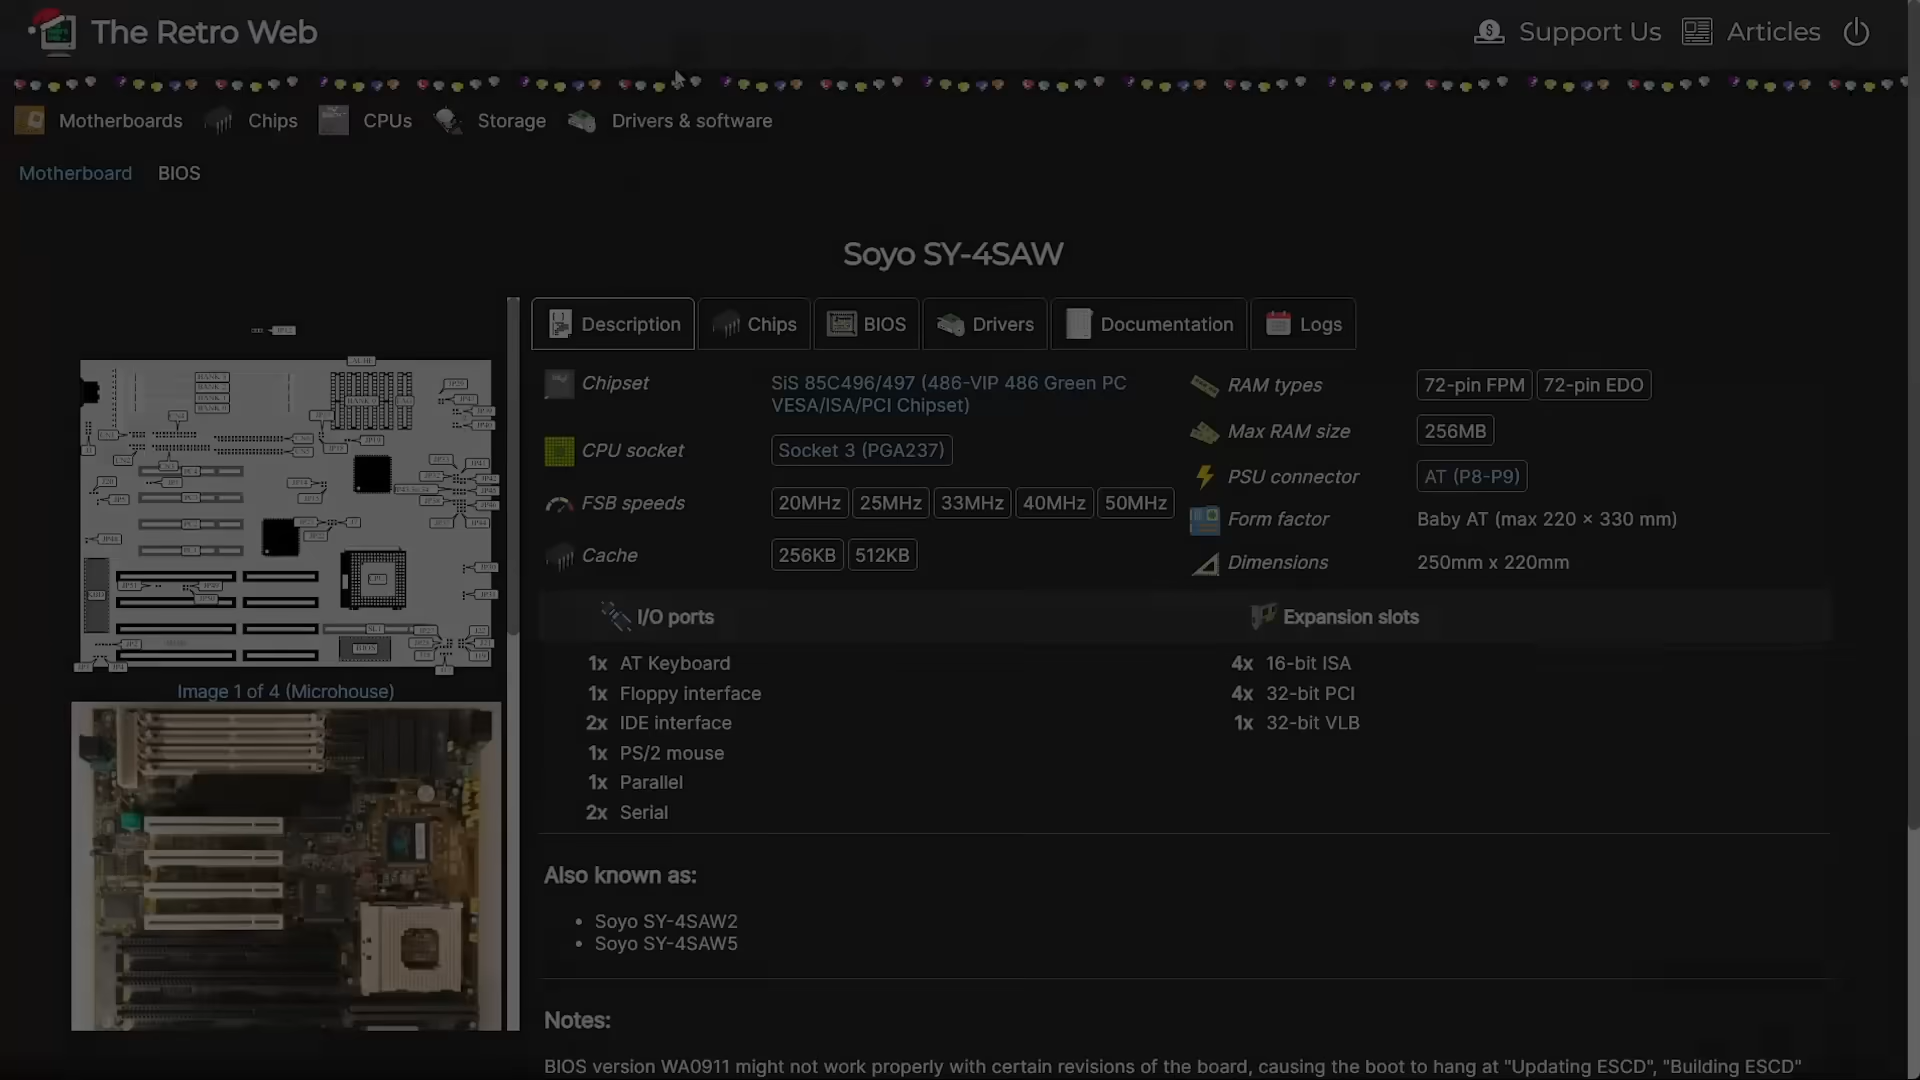 The Retro Web
Support Us
Articles
Motherboards
Chips
CPUs
Storage
Drivers & software
Motherboard
BIOS
Soyo SY-4SAW
Description
Chips
BIOS
Drivers
Documentation
Logs
Chipset
SiS 85C496/497 (486-VIP 486 Green PC
VESA/ISA/PCI Chipset)
CPU socket
Socket 3 (PGA237)
FSB speeds
20MHz 25MHz 33MHz 40MHz 50MHz
Cache
256KB 512KB
RAM types
72-pin FPM 72-pin EDO
Max RAM size
256MB
PSU connector
AT (P8-P9)
Form factor
Baby AT (max 220 × 330 mm)
Dimensions
250mm x 220mm
I/O ports
1x AT Keyboard
1x Floppy interface
2x IDE interface
1x PS/2 mouse
1x Parallel
2x Serial
Expansion slots
4x 16-bit ISA
4x 32-bit PCI
1x 32-bit VLB
Image 1 of 4 (Microhouse)
Also known as:
Soyo SY-4SAW2
Soyo SY-4SAW5
Notes:
BIOS version WA0911 might not work properly with certain revisions of the board, causing the boot to hang at "Updating ESCD", "Building ESCD"